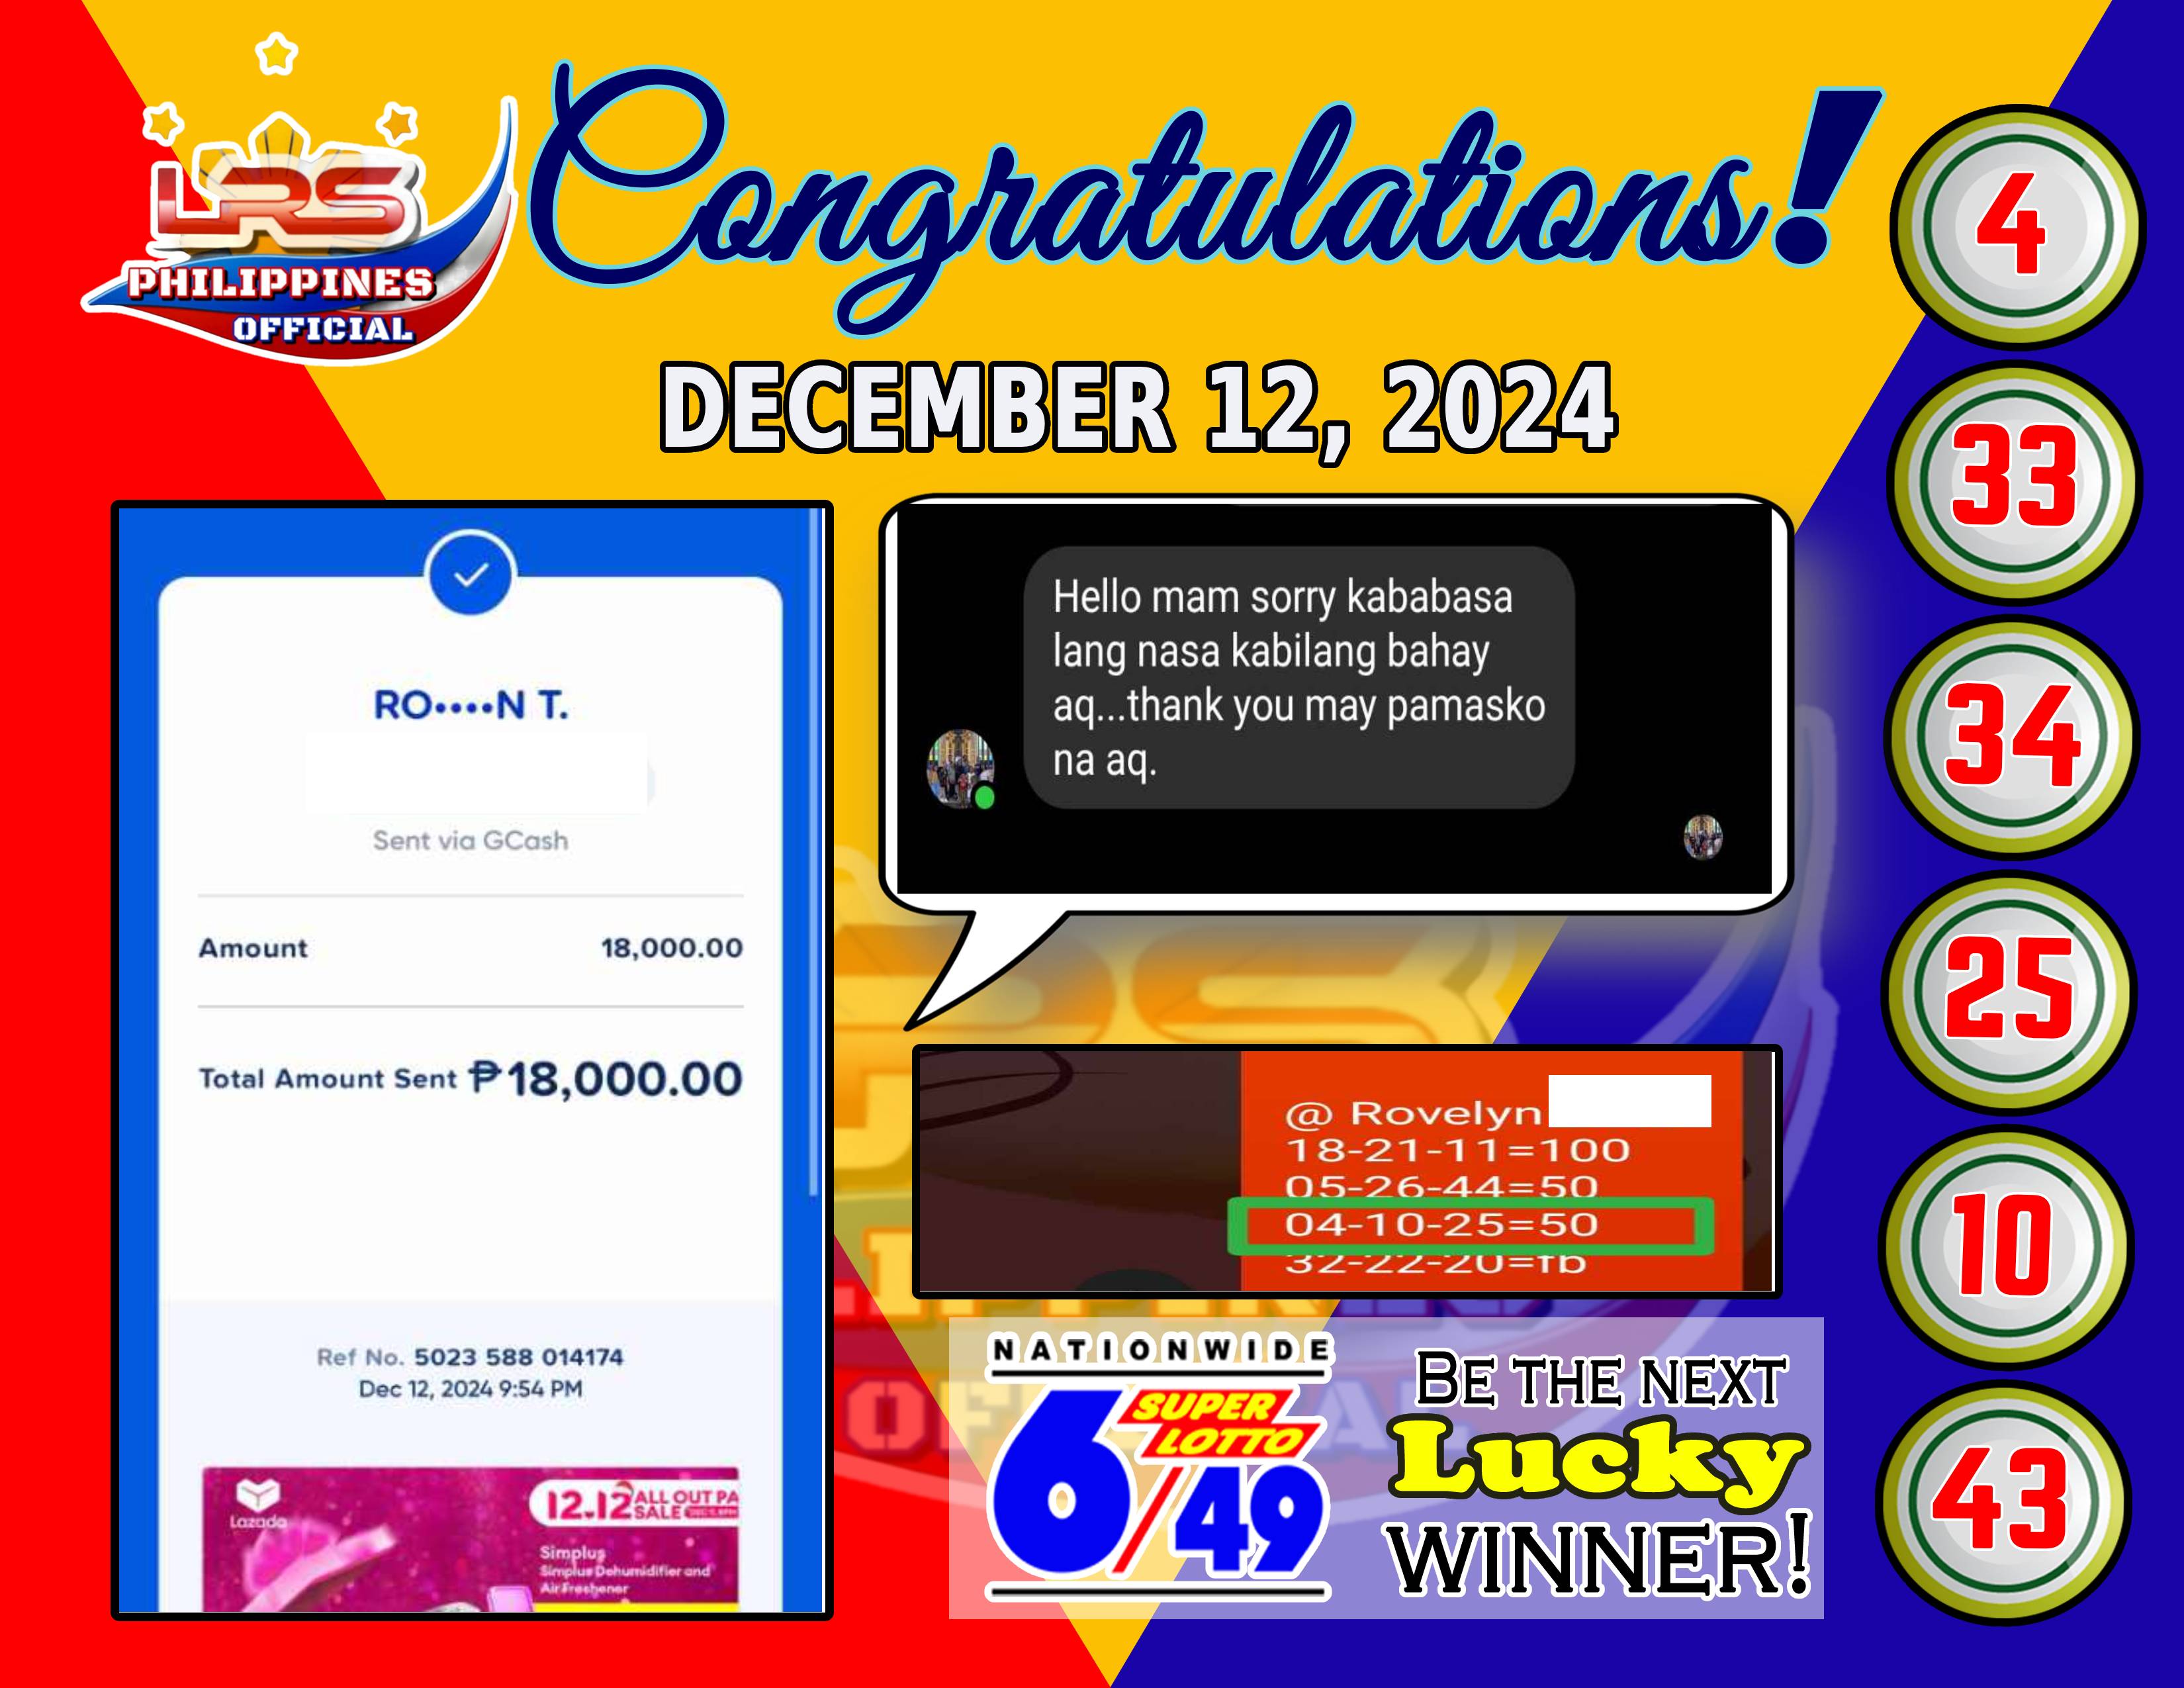 LRS
PHILIPPINES
OFFICIAL
Congratulations!
DECEMBER 12, 2024
RO••••N T.
Sent via GCash
Amount 18,000.00
Total Amount Sent ₱18,000.00
Ref No. 5023 588 014174
Dec 12, 2024 9:54 PM
Lazada
12.12 ALL OUT PA
SALE
Simplus
Simplus Dehumidifier and
Air Freshener
Hello mam sorry kababasa
lang nasa kabilang bahay
aq...thank you may pamasko
na aq.
@ Rovelyn
18-21-11=100
05-26-44=50
04-10-25=50
32-22-20=fb
NATIONWIDE
SUPER
LOTTO
6/49
BE THE NEXT
Lucky
WINNER!
4
33
34
25
10
43